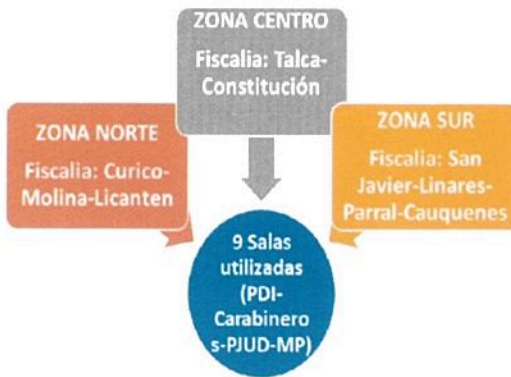 ZONA CENTRO
Fiscalia: Talca-
Constitución
ZONA NORTE
Fiscalia: Curico-
Molina-Licanten
ZONA SUR
Fiscalia: San
Javier-Linares-
Parral-Cauquenes
9 Salas
utilizadas
(PDI-
Carabinero
s-PJUD-MP)